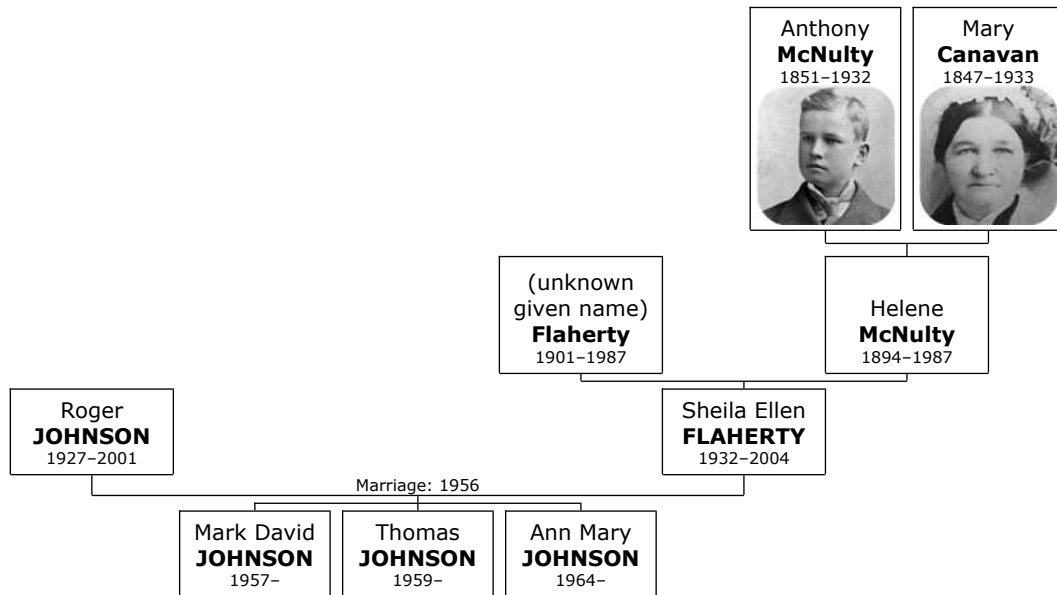 Anthony
McNulty
1851–1932
Mary
Canavan
1847–1933
(unknown
given name)
Flaherty
1901–1987
Helene
McNulty
1894–1987
Roger
JOHNSON
1927–2001
Sheila Ellen
FLAHERTY
1932–2004
Marriage: 1956
Mark David
JOHNSON
1957–
Thomas
JOHNSON
1959–
Ann Mary
JOHNSON
1964–